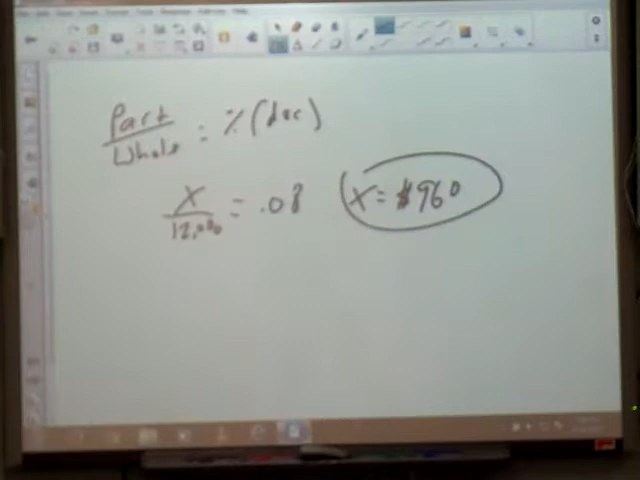 Part
Whole = % (dec)
x
12,000 = .08 x = $960